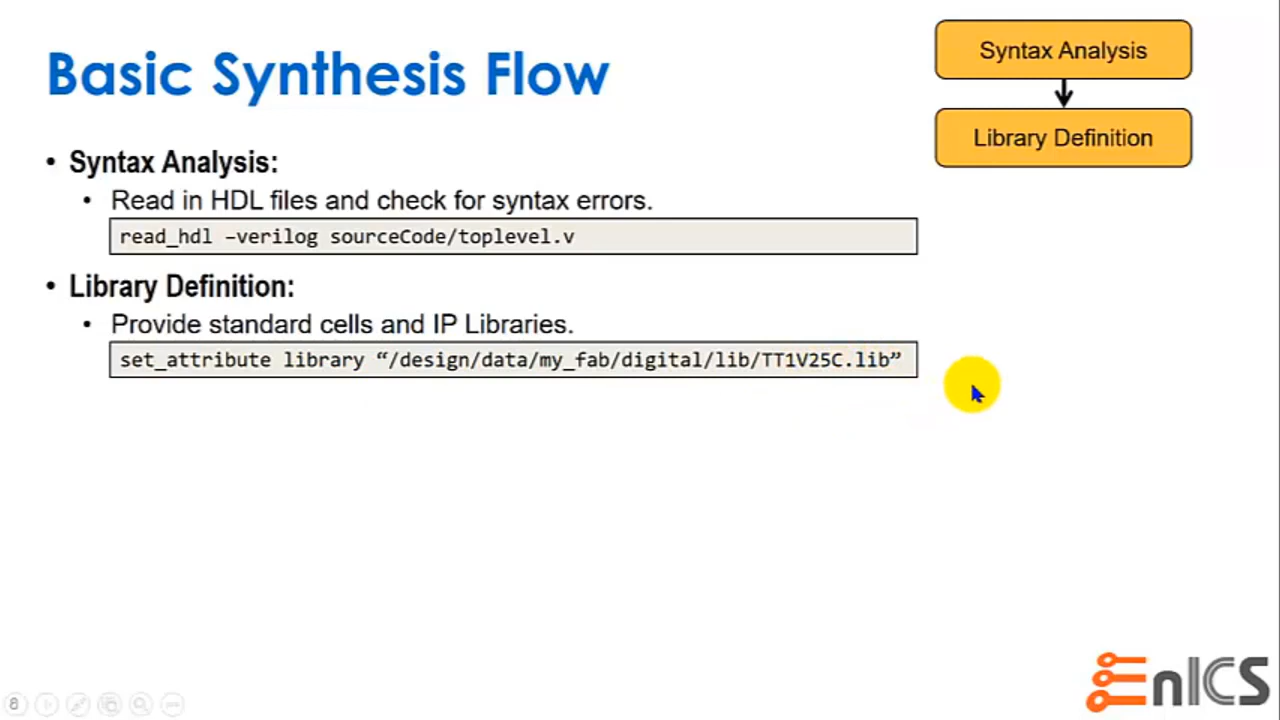 Basic Synthesis Flow
Syntax Analysis
Library Definition
• Syntax Analysis:
• Read in HDL files and check for syntax errors.
read_hdl –verilog sourceCode/toplevel.v
• Library Definition:
• Provide standard cells and IP Libraries.
set_attribute library “/design/data/my_fab/digital/lib/TT1V25C.lib”
8
EnICS